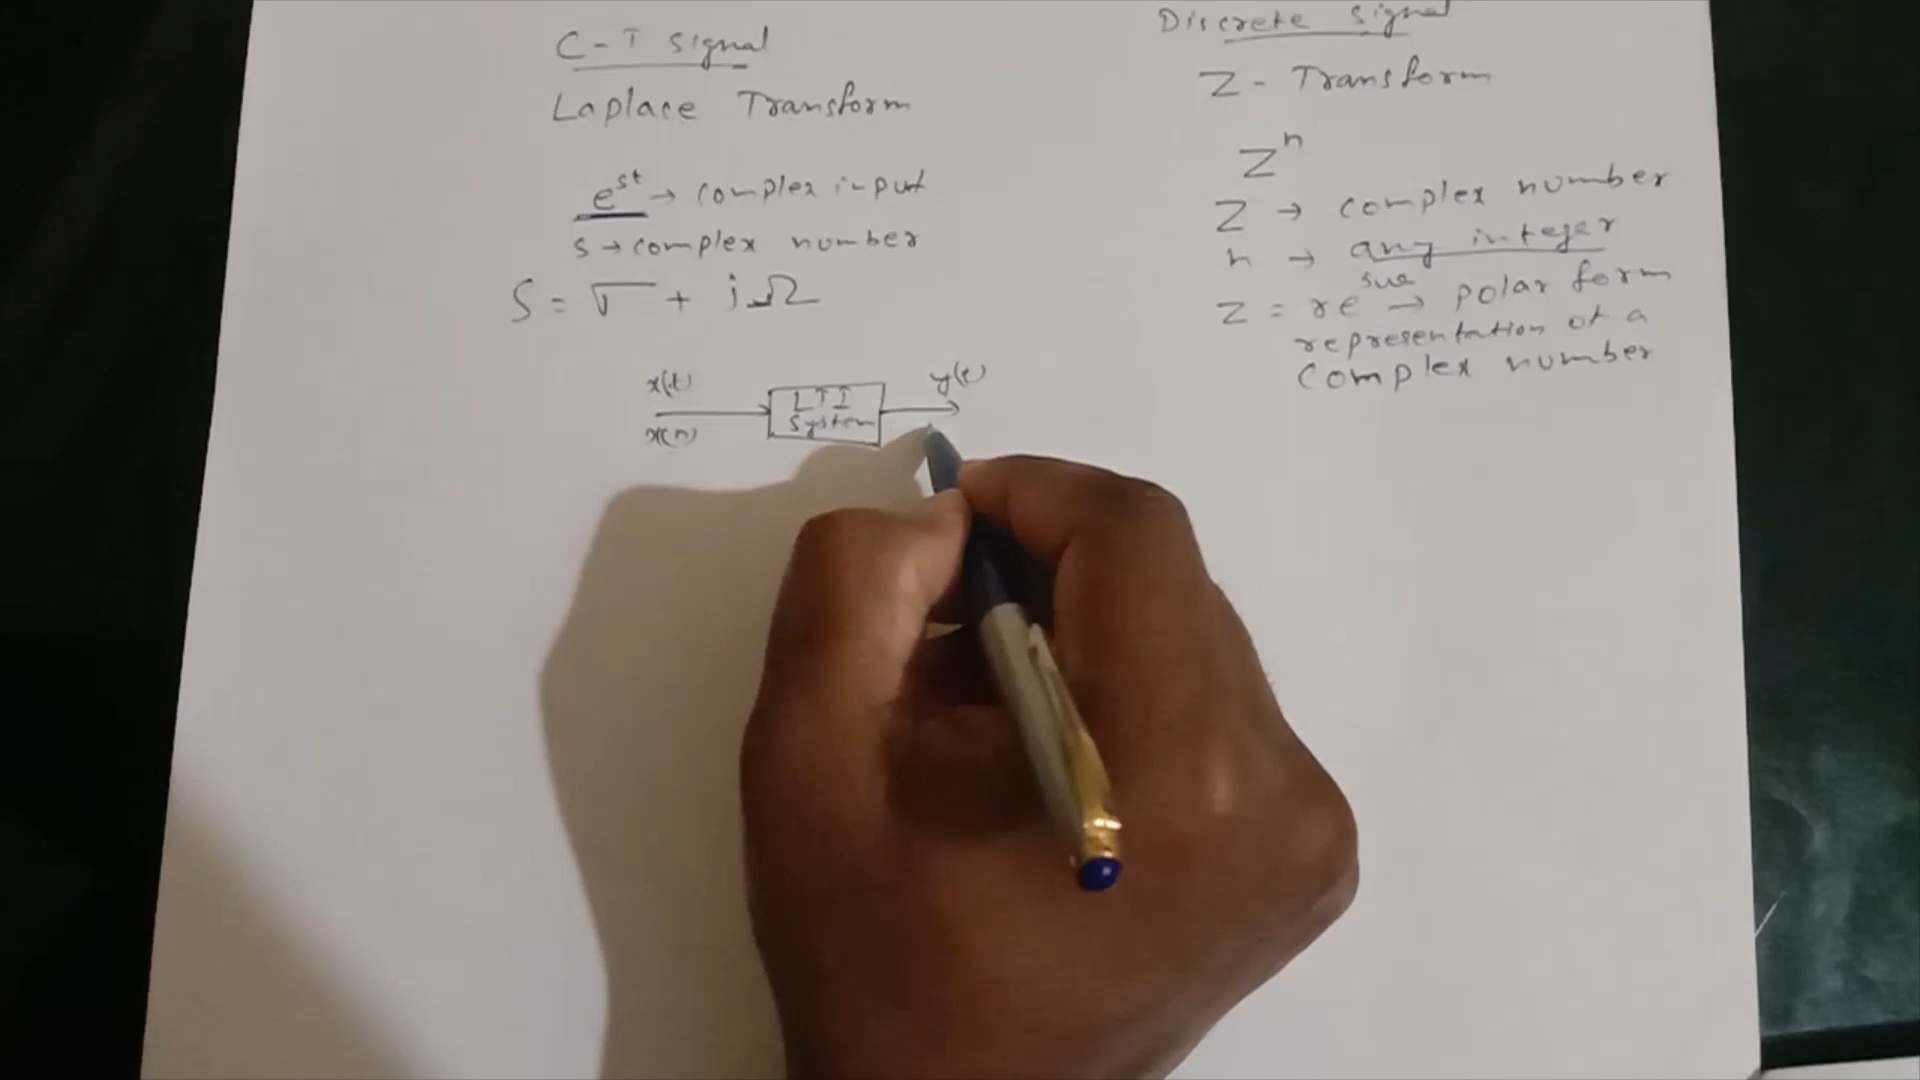 C-T signal
Laplace Transform
e^st → complex input
s → complex number
S = σ + jΩ
x(t)
x(n)
LTI
system
y(t)
Discrete signal
Z - Transform
Z^n
Z → complex number
n → any integer
Z = re → polar form
representation of a
complex number